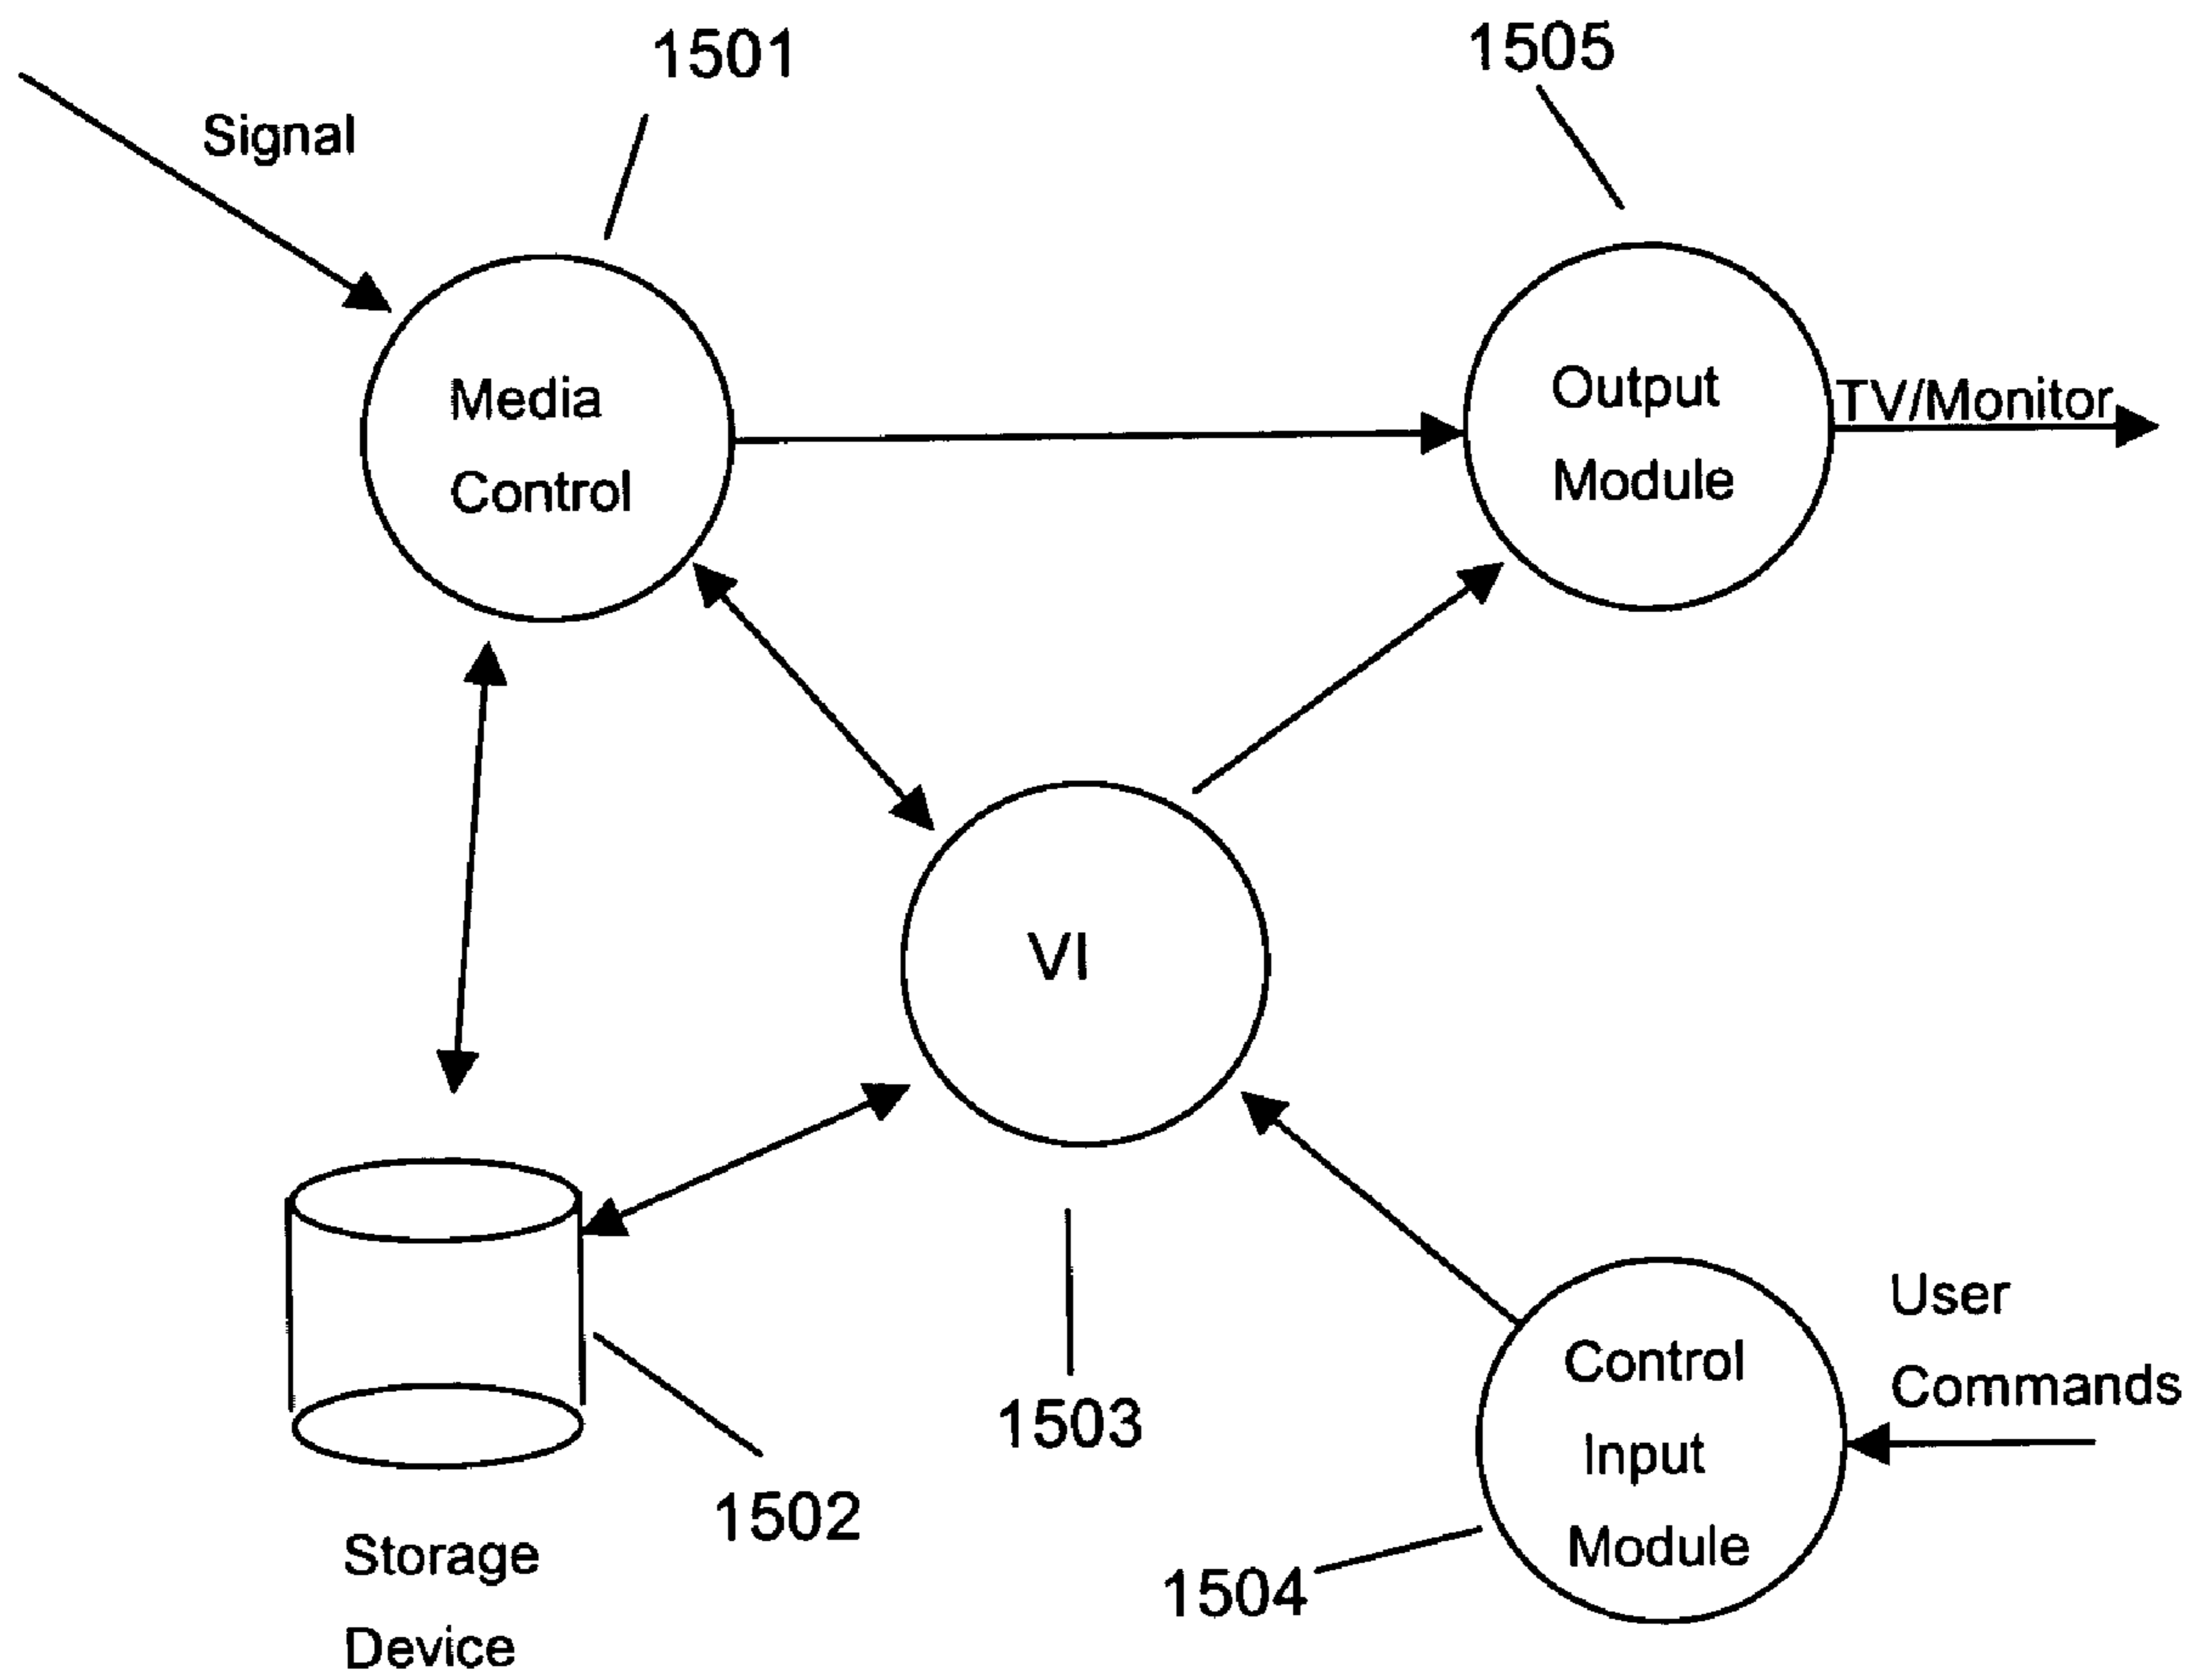 1501
1505
Signal
Media
Control
Output
Module
TV/Monitor
VI
User
Commands
Control
Input
Module
1503
1502
1504
Storage
Device